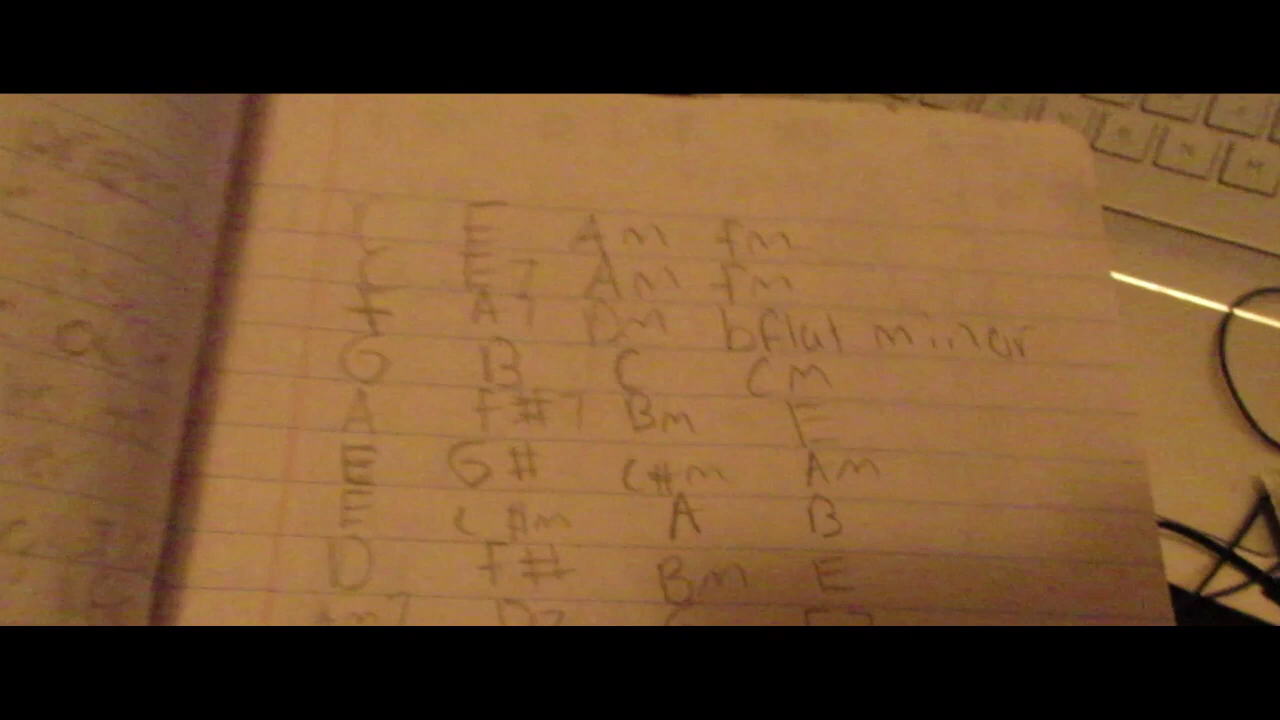 C E Am fm
C E7 Am fm
f A7 Dm bflat minor
G B C Cm
A f#7 Bm E
E G# C#m Am
E C#m A B
D f# Bm E